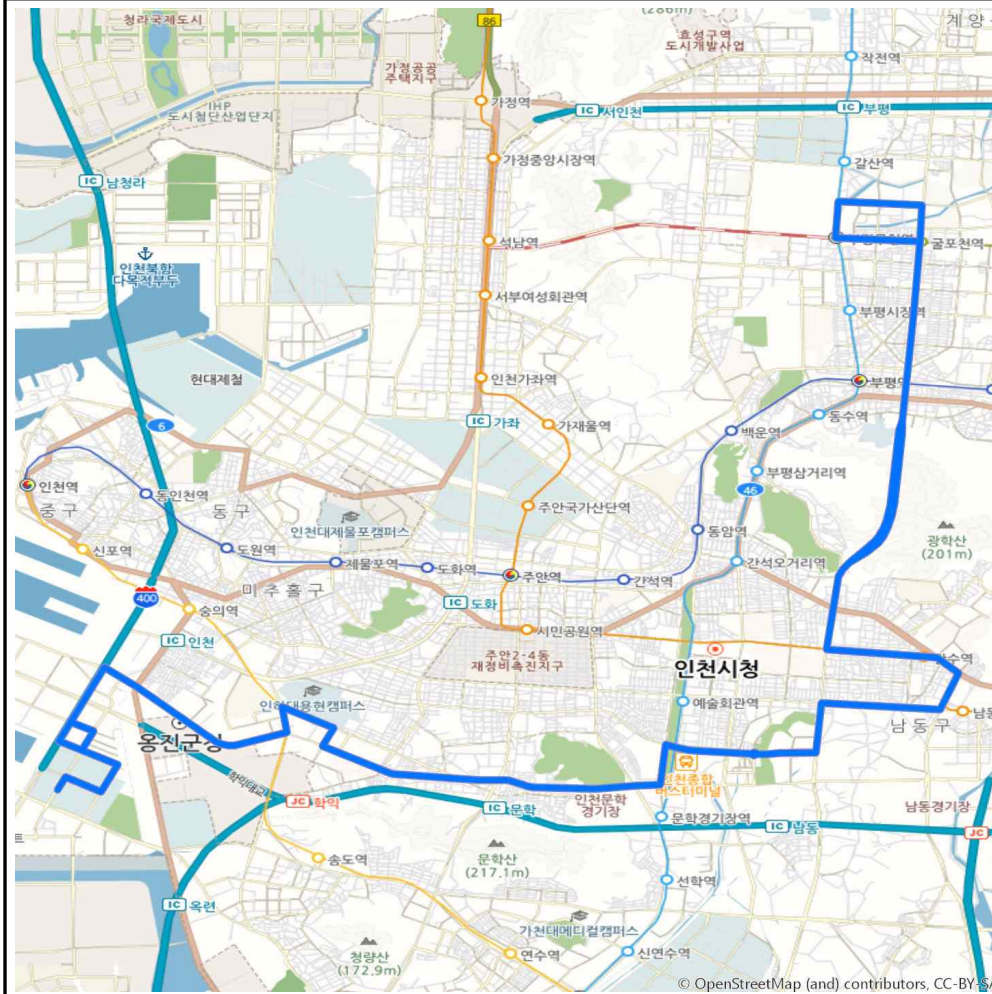 청라국제도시
86
(286m)
계 양
효성구역
도시개발사업
작전역
가정공공
주택지구
가정역
IHP
도시첨단산업단지
IC 서인천
IC 부평
가정중앙시장역
갈산역
IC 남청라
석남역
굴포천역
인천북항
다목적부두
서부여성회관역
부평시장역
현대제철
인천가좌역
부평역
동수역
IC 가좌
가재울역
백운역
6
부평삼거리역
46
인천역
동인천역
주안국가산단역
중 구
동 구
인천대제물포캠퍼스
동암역
광학산
(201m)
신포역
도원역
제물포역
도화역
주안역
간석역
간석오거리역
미 추 홀 구
400
숭의역
IC 도화
시민공원역
IC 인천
주안2-4동
재정비촉진지구
인천시청
예술회관역
남 동 구
남동
옹진군청
인천종합
버스터미널
학익대교
JC 학익
IC 문학
인천문학
경기장
문학경기장역
IC 남동
남동경기장
JC
송도역
문학산
(217.1m)
선학역
IC 옥련
가천대메디컬캠퍼스
청량산
(172.9m)
연수역
신연수역
© OpenStreetMap (and) contributors, CC-BY-SA